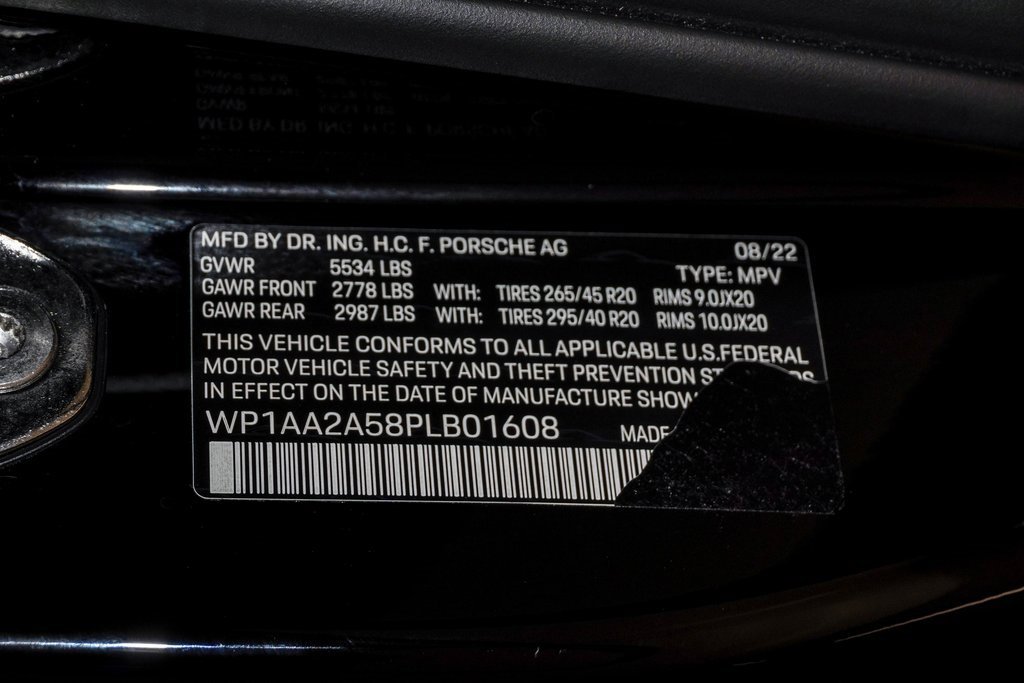 MFD BY DR. ING. H.C. F. PORSCHE AG 08/22
GVWR 5534 LBS TYPE: MPV
GAWR FRONT 2778 LBS WITH: TIRES 265/45 R20 RIMS 9.0JX20
GAWR REAR 2987 LBS WITH: TIRES 295/40 R20 RIMS 10.0JX20
THIS VEHICLE CONFORMS TO ALL APPLICABLE U.S.FEDERAL
MOTOR VEHICLE SAFETY AND THEFT PREVENTION
IN EFFECT ON THE DATE OF MANUFACTURE
WP1AA2A58PLB01608 MADE